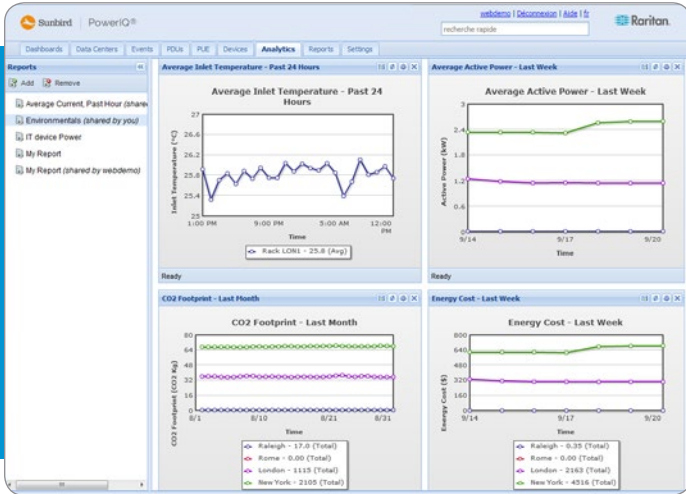 Sunbird PowerIQ®
webdemo | Déconnexion | Aide | fr
recherche rapide
Raritan.
Dashboards Data Centers Events PDUs PUE Devices Analytics Reports Settings
Reports
Add Remove
Average Current, Past Hour (share
Environmentals (shared by you)
IT device Power
My Report
My Report (shared by webdemo)
Average Inlet Temperature - Past 24 Hours
Average Inlet Temperature - Past 24
Hours
Inlet Temperature (°C)
27
26.6
26.2
25.8
25.4
25
1:00 PM 9:00 PM 5:00 AM 12:00
PM
Time
Rack LON1 - 25.8 (Avg)
Ready
Average Active Power - Last Week
Average Active Power - Last Week
Active Power (kW)
3
2.4
1.8
1.2
0.6
0
9/14 9/17 9/20
Time
Ready
CO2 Footprint - Last Month
CO2 Footprint - Last Month
CO2 Footprint (CO2 Kg)
80
64
48
32
16
0
8/1 8/10 8/21 8/31
Time
Raleigh - 17.0 (Total)
Rome - 0.00 (Total)
London - 1115 (Total)
New York - 2105 (Total)
Energy Cost - Last Week
Energy Cost - Last Week
Energy Cost ($)
800
640
480
320
160
0
9/14 9/17 9/20
Time
Raleigh - 0.35 (Total)
Rome - 0.00 (Total)
London - 2163 (Total)
New York - 4516 (Total)